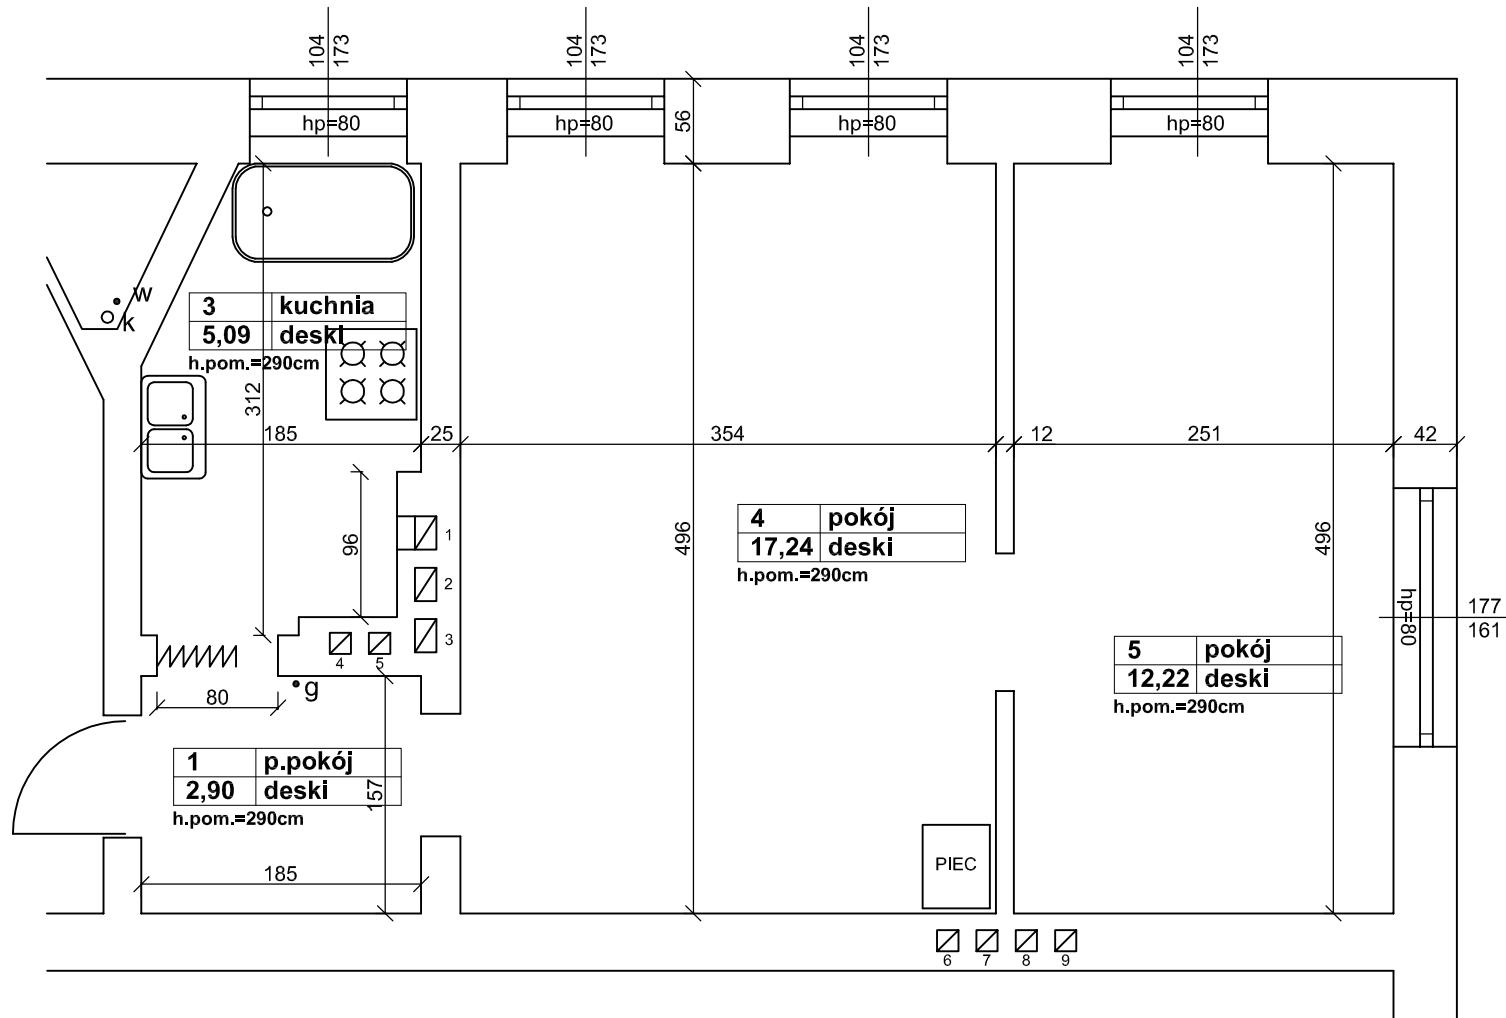 104 173
104 173
104 173
104 173
hp=80
hp=80
hp=80
hp=80
56
w
k
3 kuchnia
5,09 deski
h.pom.=290cm
312
185
25
354
12
251
42
96
1
2
3
4
5
496
4 pokój
17,24 deski
h.pom.=290cm
496
hp=80
177
161
5 pokój
12,22 deski
h.pom.=290cm
g
80
1 p.pokój
2,90 deski
h.pom.=290cm
157
185
PIEC
6
7
8
9